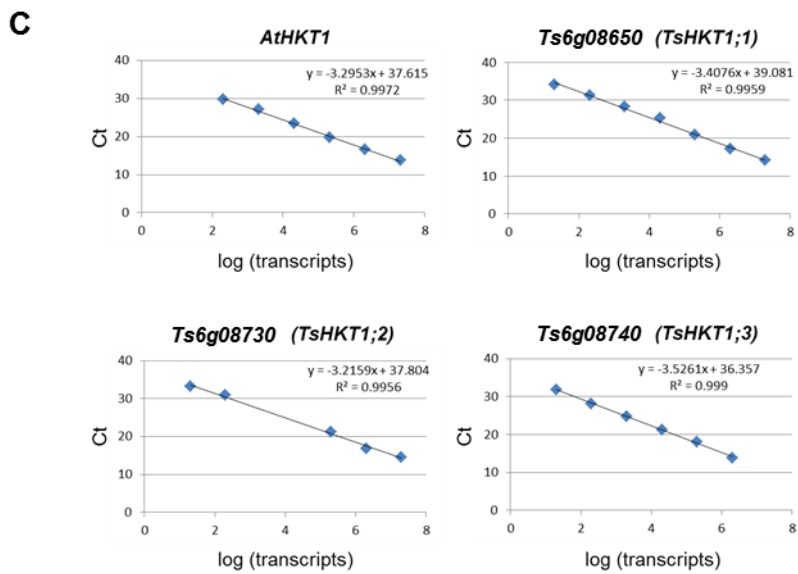 C
AtHKT1
y = -3.2953x + 37.615
R² = 0.9972
Ct
40
30
20
10
0
0 2 4 6 8
log (transcripts)
Ts6g08650 (TsHKT1;1)
y = -3.4076x + 39.081
R² = 0.9959
Ct
40
30
20
10
0
0 2 4 6 8
log (transcripts)
Ts6g08730 (TsHKT1;2)
y = -3.2159x + 37.804
R² = 0.9956
Ct
40
30
20
10
0
0 2 4 6 8
log (transcripts)
Ts6g08740 (TsHKT1;3)
y = -3.5261x + 36.357
R² = 0.999
Ct
40
30
20
10
0
0 2 4 6 8
log (transcripts)